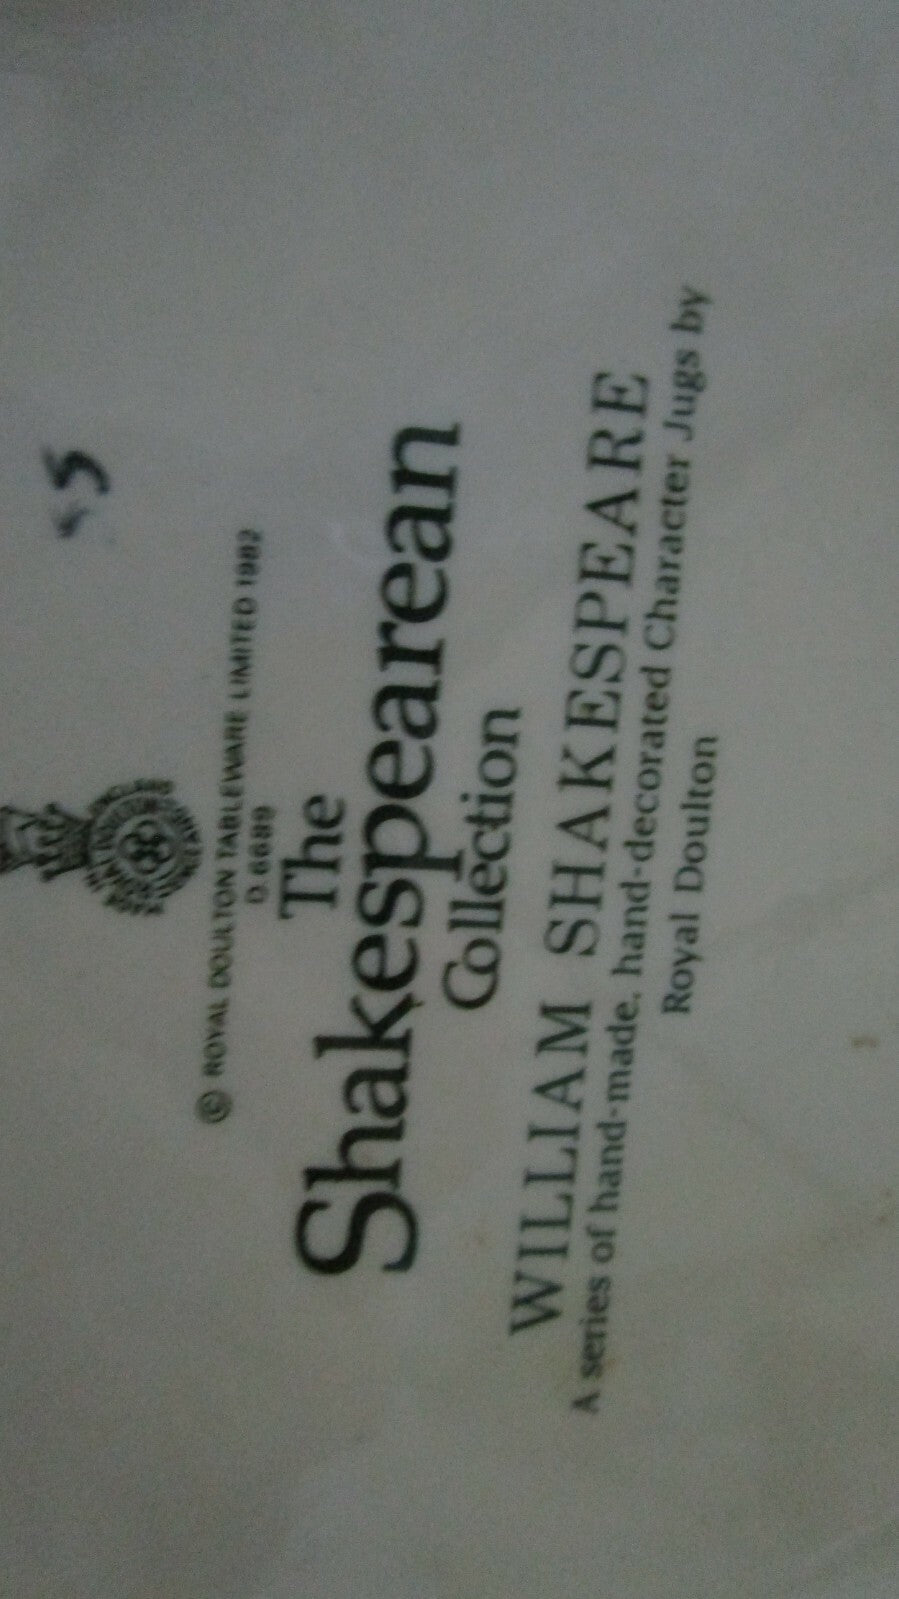 © ROYAL DOULTON TABLEWARE LIMITED 1982
D 6689
The
Shakespearean
Collection
WILLIAM SHAKESPEARE
A series of hand-made, hand-decorated Character Jugs by
Royal Doulton